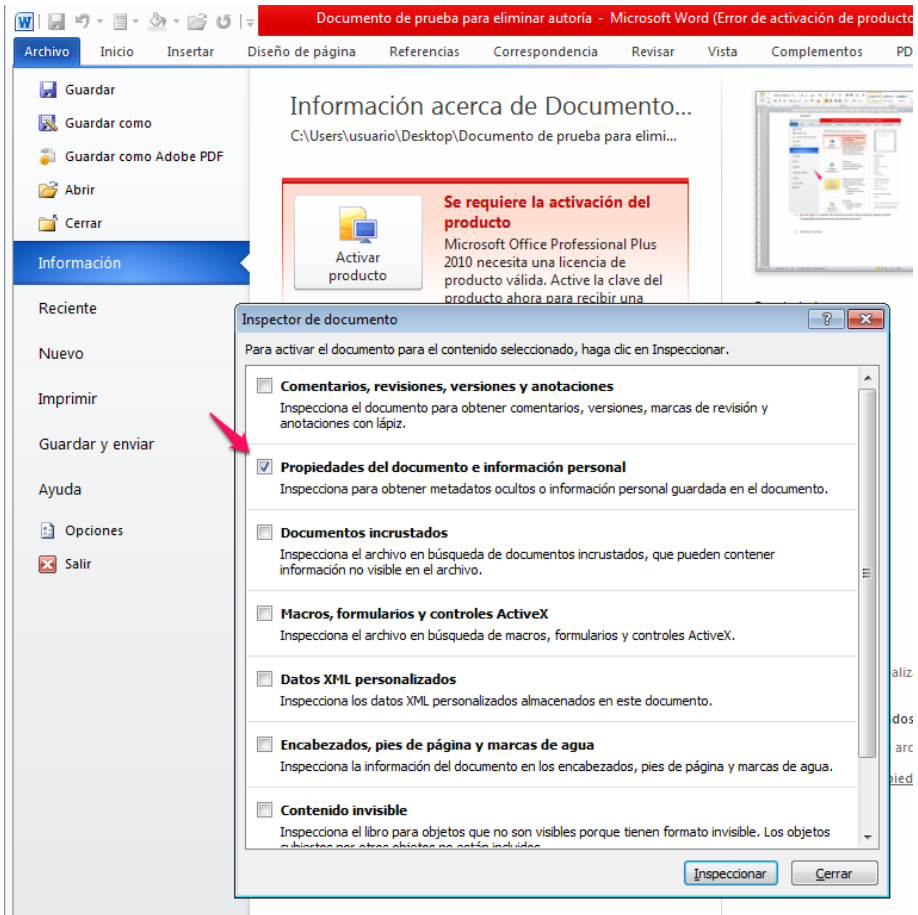 Documento de prueba para eliminar autoría - Microsoft Word (Error de activación de producto
Archivo Inicio Insertar Diseño de página Referencias Correspondencia Revisar Vista Complementos PD
Guardar
Guardar como
Guardar como Adobe PDF
Abrir
Cerrar
Información
Reciente
Nuevo
Imprimir
Guardar y enviar
Ayuda
Opciones
Salir
Información acerca de Documento...
C:\Users\usuario\Desktop\Documento de prueba para elimi...
Activar
producto
Se requiere la activación del
producto
Microsoft Office Professional Plus
2010 necesita una licencia de
producto válida. Active la clave del
producto ahora para recibir una
Inspector de documento
Para activar el documento para el contenido seleccionado, haga clic en Inspeccionar.
Comentarios, revisiones, versiones y anotaciones
Inspecciona el documento para obtener comentarios, versiones, marcas de revisión y
anotaciones con lápiz.
Propiedades del documento e información personal
Inspecciona para obtener metadatos ocultos o información personal guardada en el documento.
Documentos incrustados
Inspecciona el archivo en búsqueda de documentos incrustados, que pueden contener
información no visible en el archivo.
Macros, formularios y controles ActiveX
Inspecciona el archivo en búsqueda de macros, formularios y controles ActiveX.
Datos XML personalizados
Inspecciona los datos XML personalizados almacenados en este documento.
Encabezados, pies de página y marcas de agua
Inspecciona la información del documento en los encabezados, pies de página y marcas de agua.
Contenido invisible
Inspecciona el libro para objetos que no son visibles porque tienen formato invisible. Los objetos
cubiertos por otros objetos no están incluidos.
Inspeccionar Cerrar